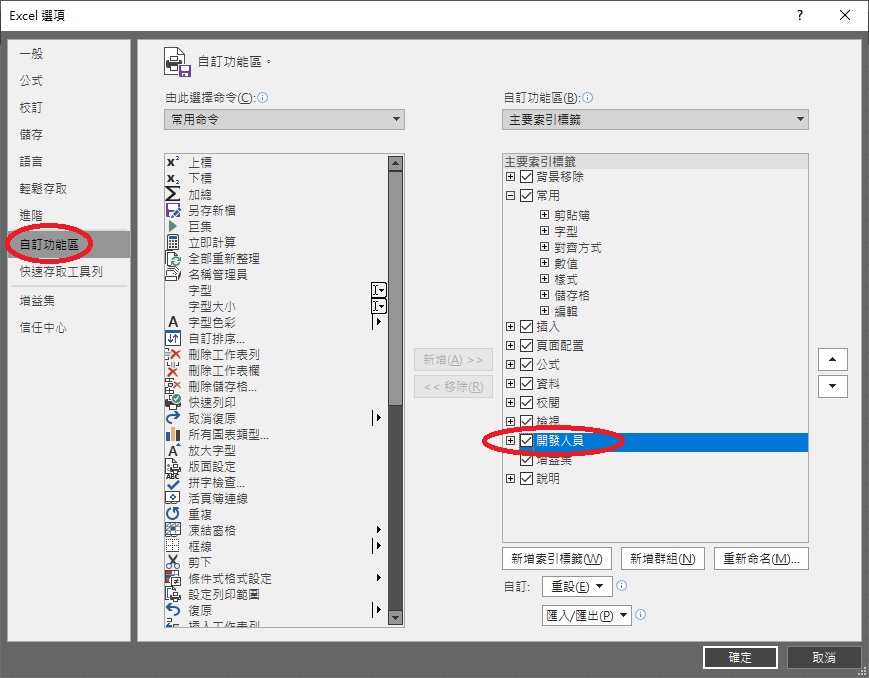 Excel 選項
一般
公式
校訂
儲存
語言
輕鬆存取
進階
自訂功能區
快速存取工具列
增益集
信任中心
自訂功能區。
由此選擇命令(C):
常用命令
上標
下標
加總
另存新檔
巨集
立即計算
全部重新整理
名稱管理員
字型
字型大小
字型色彩
自訂排序...
刪除工作表列
刪除工作表欄
刪除儲存格...
快速列印
取消復原
所有圖表類型...
放大字型
版面設定
拼字檢查...
活頁簿連線
重複
凍結窗格
框線
剪下
條件式格式設定
設定列印範圍
復原
插入工作表列
新增(A) >>
<< 移除(R)
自訂功能區(B):
主要索引標籤
主要索引標籤
背景移除
常用
剪貼簿
字型
對齊方式
數值
樣式
儲存格
編輯
插入
頁面配置
公式
資料
校閱
檢視
開發人員
增益集
說明
新增索引標籤(W)
新增群組(N)
重新命名(M)...
自訂:
重設(E)
匯入/匯出(P)
確定
取消